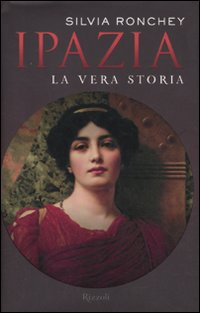 SILVIA RONCHEY
IPAZIA
LA VERA STORIA
Rizzoli